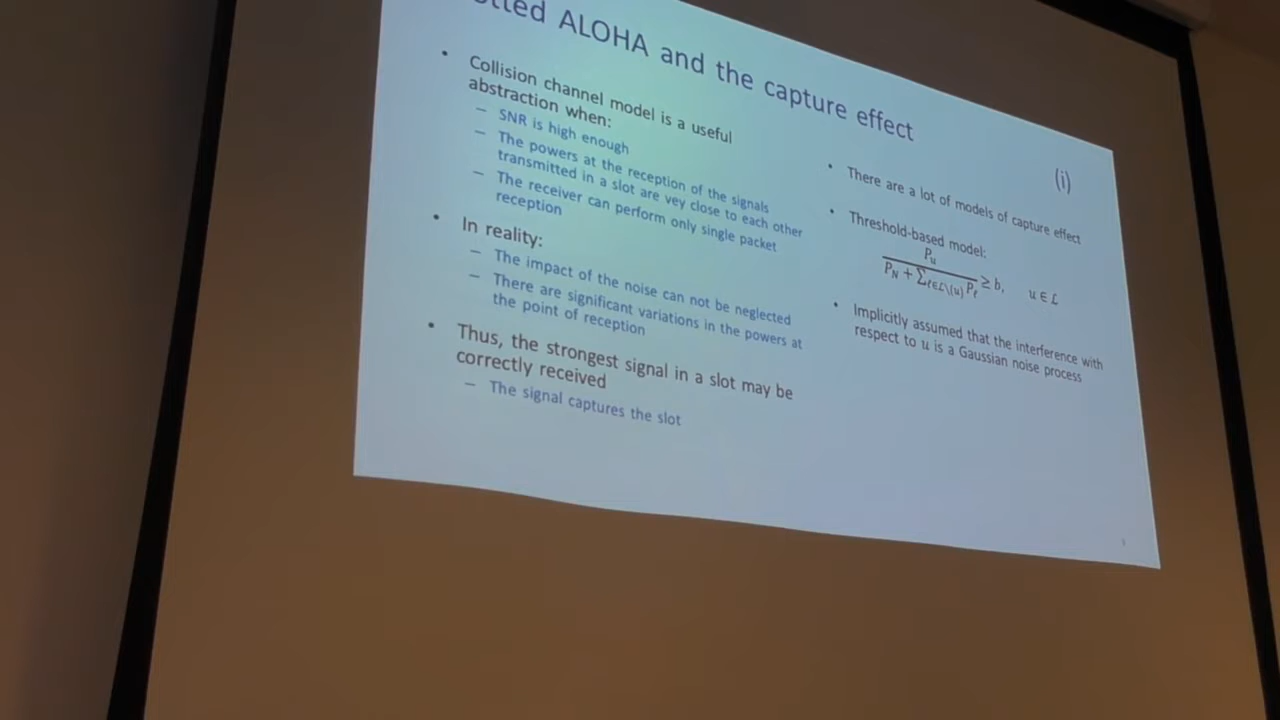 ALOHA and the capture effect
(i)
• Collision channel model is a useful
abstraction when:
– SNR is high enough
– The powers at the reception of the signals
transmitted in a slot are vey close to each other
– The receiver can perform only single packet
reception
• In reality:
– The impact of the noise can not be neglected
– There are significant variations in the powers at
the point of reception
• Thus, the strongest signal in a slot may be
correctly received
– The signal captures the slot
• There are a lot of models of capture effect
• Threshold-based model:
P_u / (P_N + ∑_{ℓ∈ℒ\{u}} P_ℓ) ≥ b, u ∈ ℒ
• Implicitly assumed that the interference with
respect to u is a Gaussian noise process